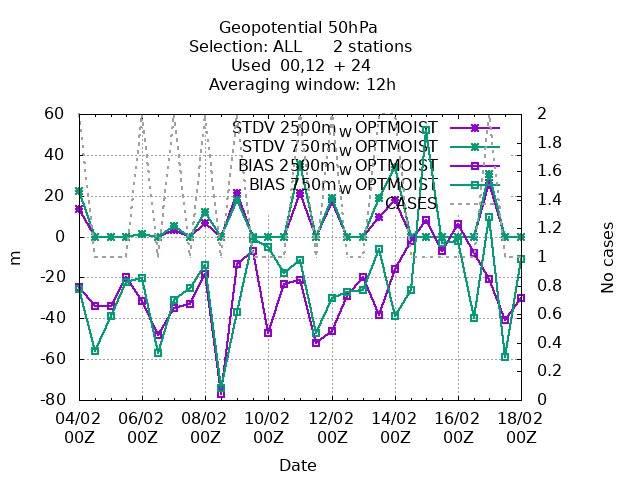 Geopotential 50hPa
Selection: ALL 2 stations
Used 00,12 + 24
Averaging window: 12h
STDV 2500m_W OPTMOIST
STDV 750m_W OPTMOIST
BIAS 2500m_W OPTMOIST
BIAS 750m_W OPTMOIST
CASES
60
40
20
0
-20
-40
-60
-80
m
2
1.8
1.6
1.4
1.2
1
0.8
0.6
0.4
0.2
0
No cases
04/02 06/02 08/02 10/02 12/02 14/02 16/02 18/02
00Z 00Z 00Z 00Z 00Z 00Z 00Z 00Z
Date